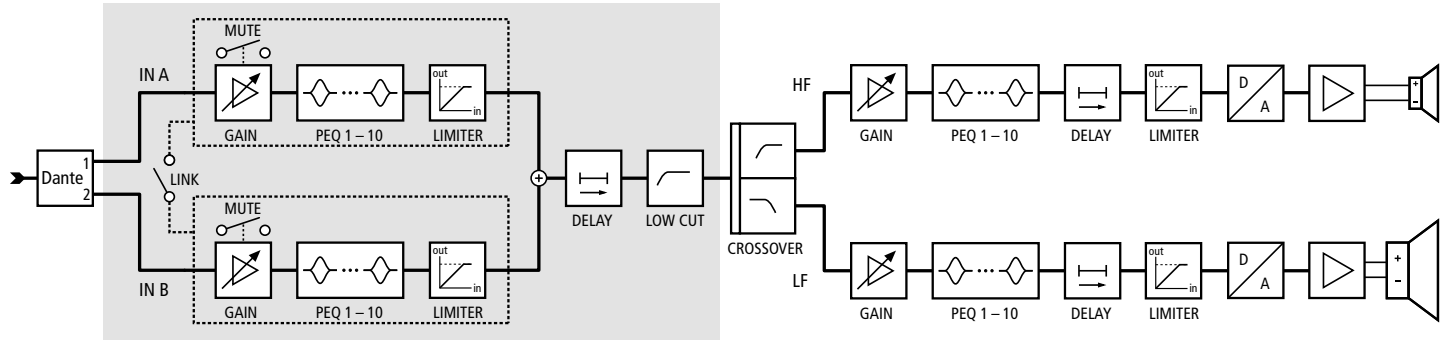 MUTE
IN A
out
in
GAIN
PEQ 1 – 10
LIMITER
Dante
1
2
LINK
MUTE
IN B
out
in
GAIN
PEQ 1 – 10
LIMITER
DELAY
LOW CUT
CROSSOVER
HF
out
in
D
A
+
-
GAIN
PEQ 1 – 10
DELAY
LIMITER
LF
out
in
D
A
+
-
GAIN
PEQ 1 – 10
DELAY
LIMITER